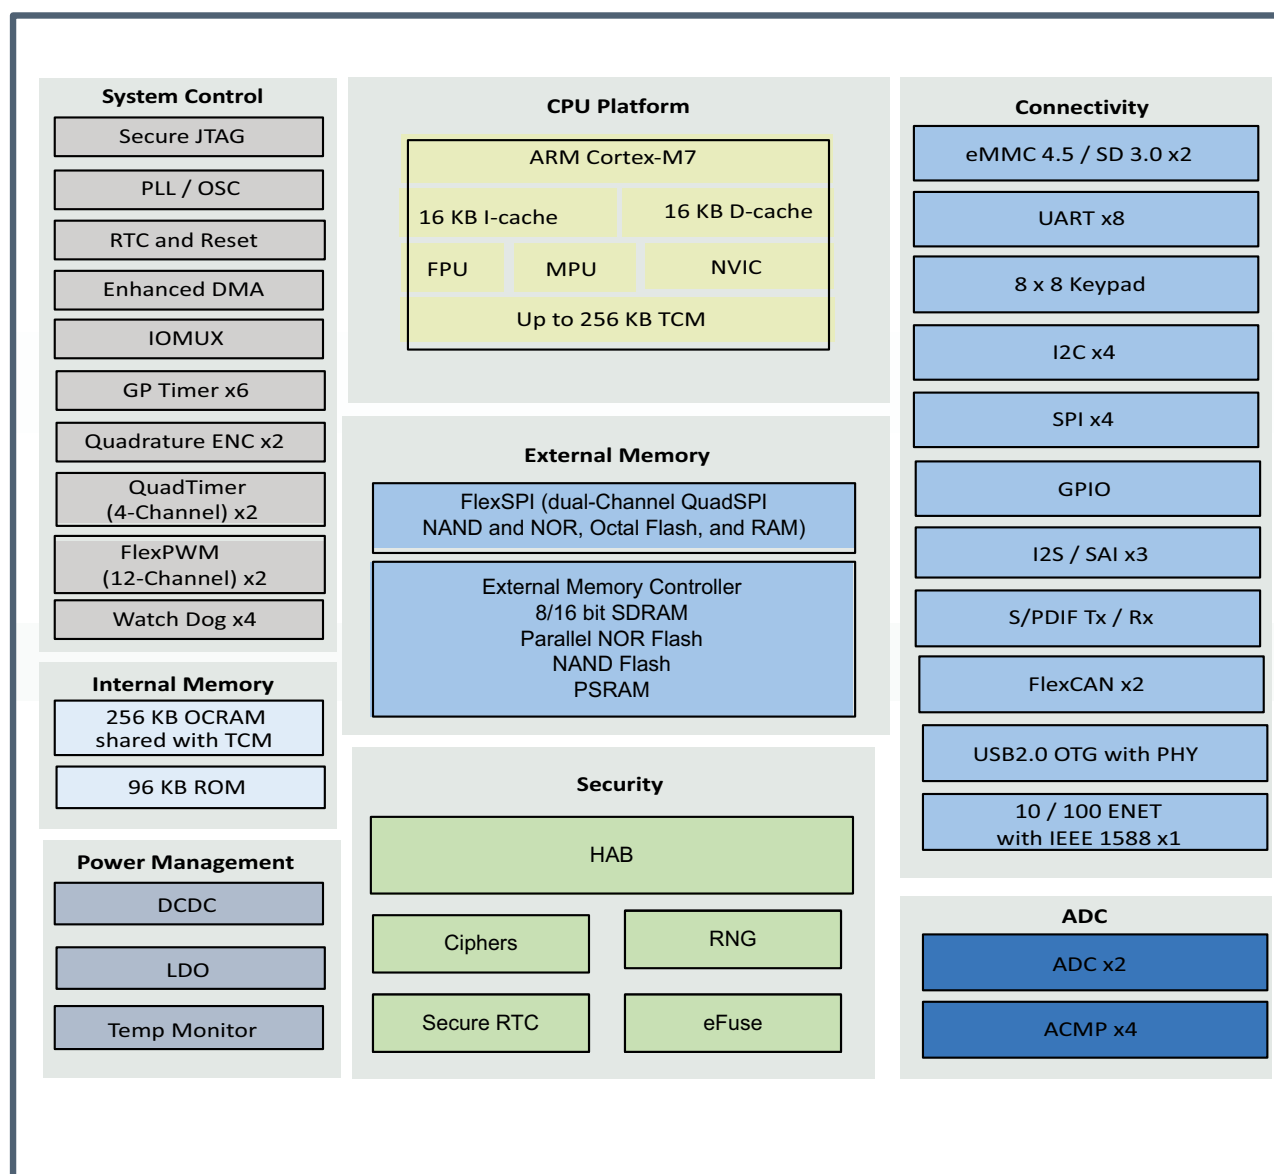 System Control
Secure JTAG
PLL / OSC
RTC and Reset
Enhanced DMA
IOMUX
GP Timer x6
Quadrature ENC x2
QuadTimer
(4-Channel) x2
FlexPWM
(12-Channel) x2
Watch Dog x4
Internal Memory
256 KB OCRAM
shared with TCM
96 KB ROM
Power Management
DCDC
LDO
Temp Monitor
CPU Platform
ARM Cortex-M7
16 KB I-cache
16 KB D-cache
FPU
MPU
NVIC
Up to 256 KB TCM
External Memory
FlexSPI (dual-Channel QuadSPI
NAND and NOR, Octal Flash, and RAM)
External Memory Controller
8/16 bit SDRAM
Parallel NOR Flash
NAND Flash
PSRAM
Security
HAB
Ciphers
RNG
Secure RTC
eFuse
Connectivity
eMMC 4.5 / SD 3.0 x2
UART x8
8 x 8 Keypad
I2C x4
SPI x4
GPIO
I2S / SAI x3
S/PDIF Tx / Rx
FlexCAN x2
USB2.0 OTG with PHY
10 / 100 ENET
with IEEE 1588 x1
ADC
ADC x2
ACMP x4